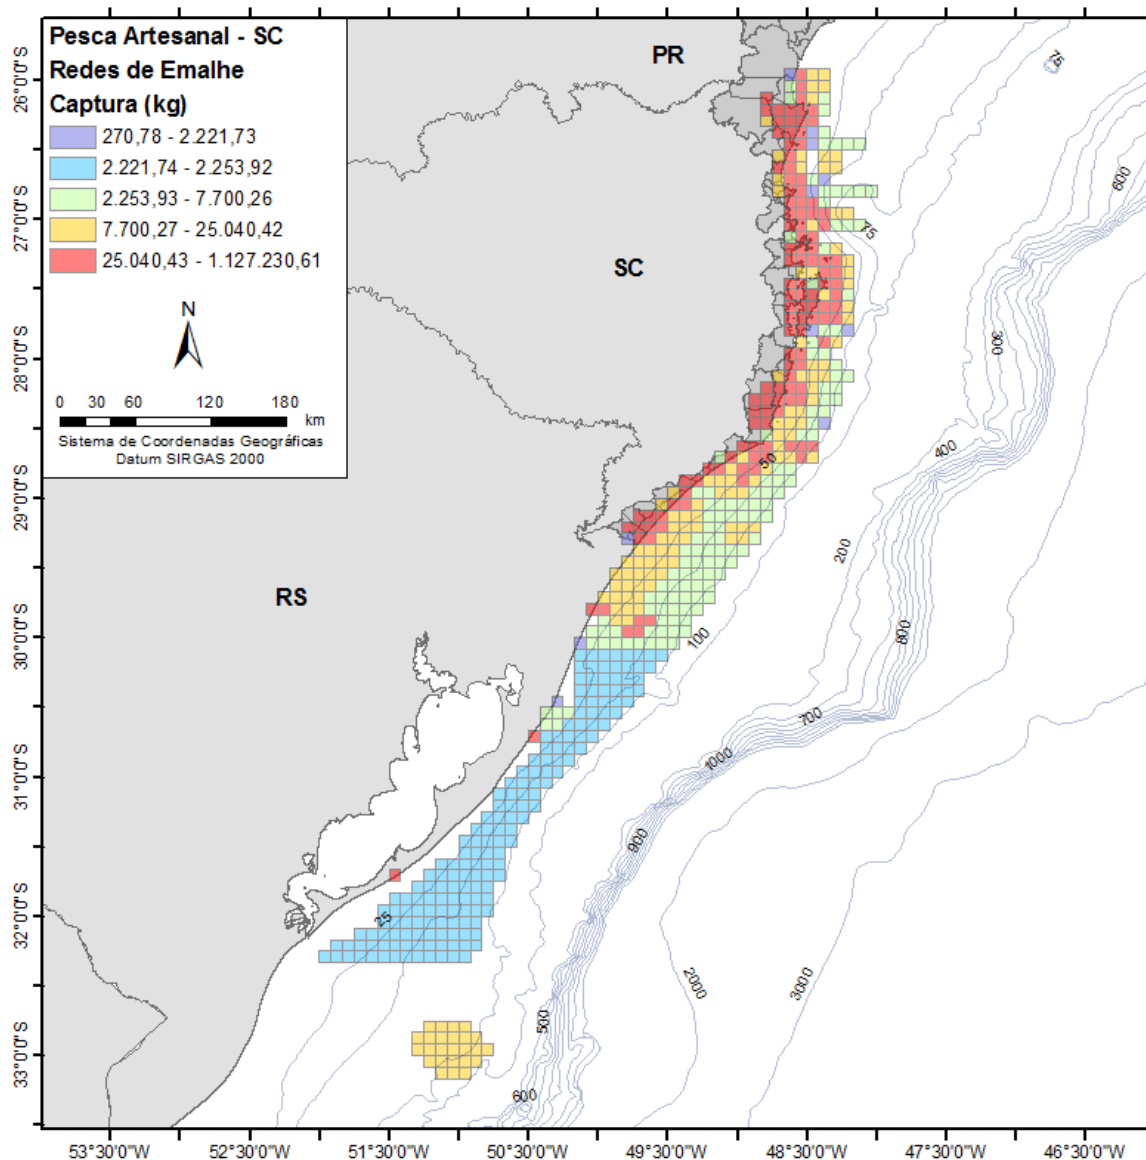 Pesca Artesanal - SC
Redes de Emalhe
Captura (kg)
270,78 - 2.221,73
2.221,74 - 2.253,92
2.253,93 - 7.700,26
7.700,27 - 25.040,42
25.040,43 - 1.127.230,61
N
0 30 60 120 180
km
Sistema de Coordenadas Geográficas
Datum SIRGAS 2000
PR
SC
RS
75
600
75
300
400
50
200
100
800
700
1000
900
25
2000
3000
500
600
26°0'0"S
27°0'0"S
28°0'0"S
29°0'0"S
30°0'0"S
31°0'0"S
32°0'0"S
33°0'0"S
53°30'0"W 52°30'0"W 51°30'0"W 50°30'0"W 49°30'0"W 48°30'0"W 47°30'0"W 46°30'0"W